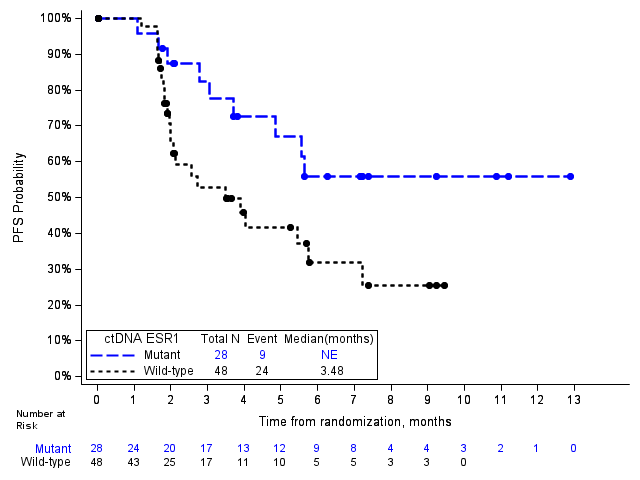 100%
90%
80%
70%
60%
50%
40%
30%
20%
10%
0%
PFS Probability
ctDNA ESR1 Total N Event Median(months)
Mutant 28 9 NE
Wild-type 48 24 3.48
0 1 2 3 4 5 6 7 8 9 10 11 12 13
Time from randomization, months
Number at
Risk
Mutant 28 24 20 17 13 12 9 8 4 4 3 2 1 0
Wild-type 48 43 25 17 11 10 5 5 3 3 0